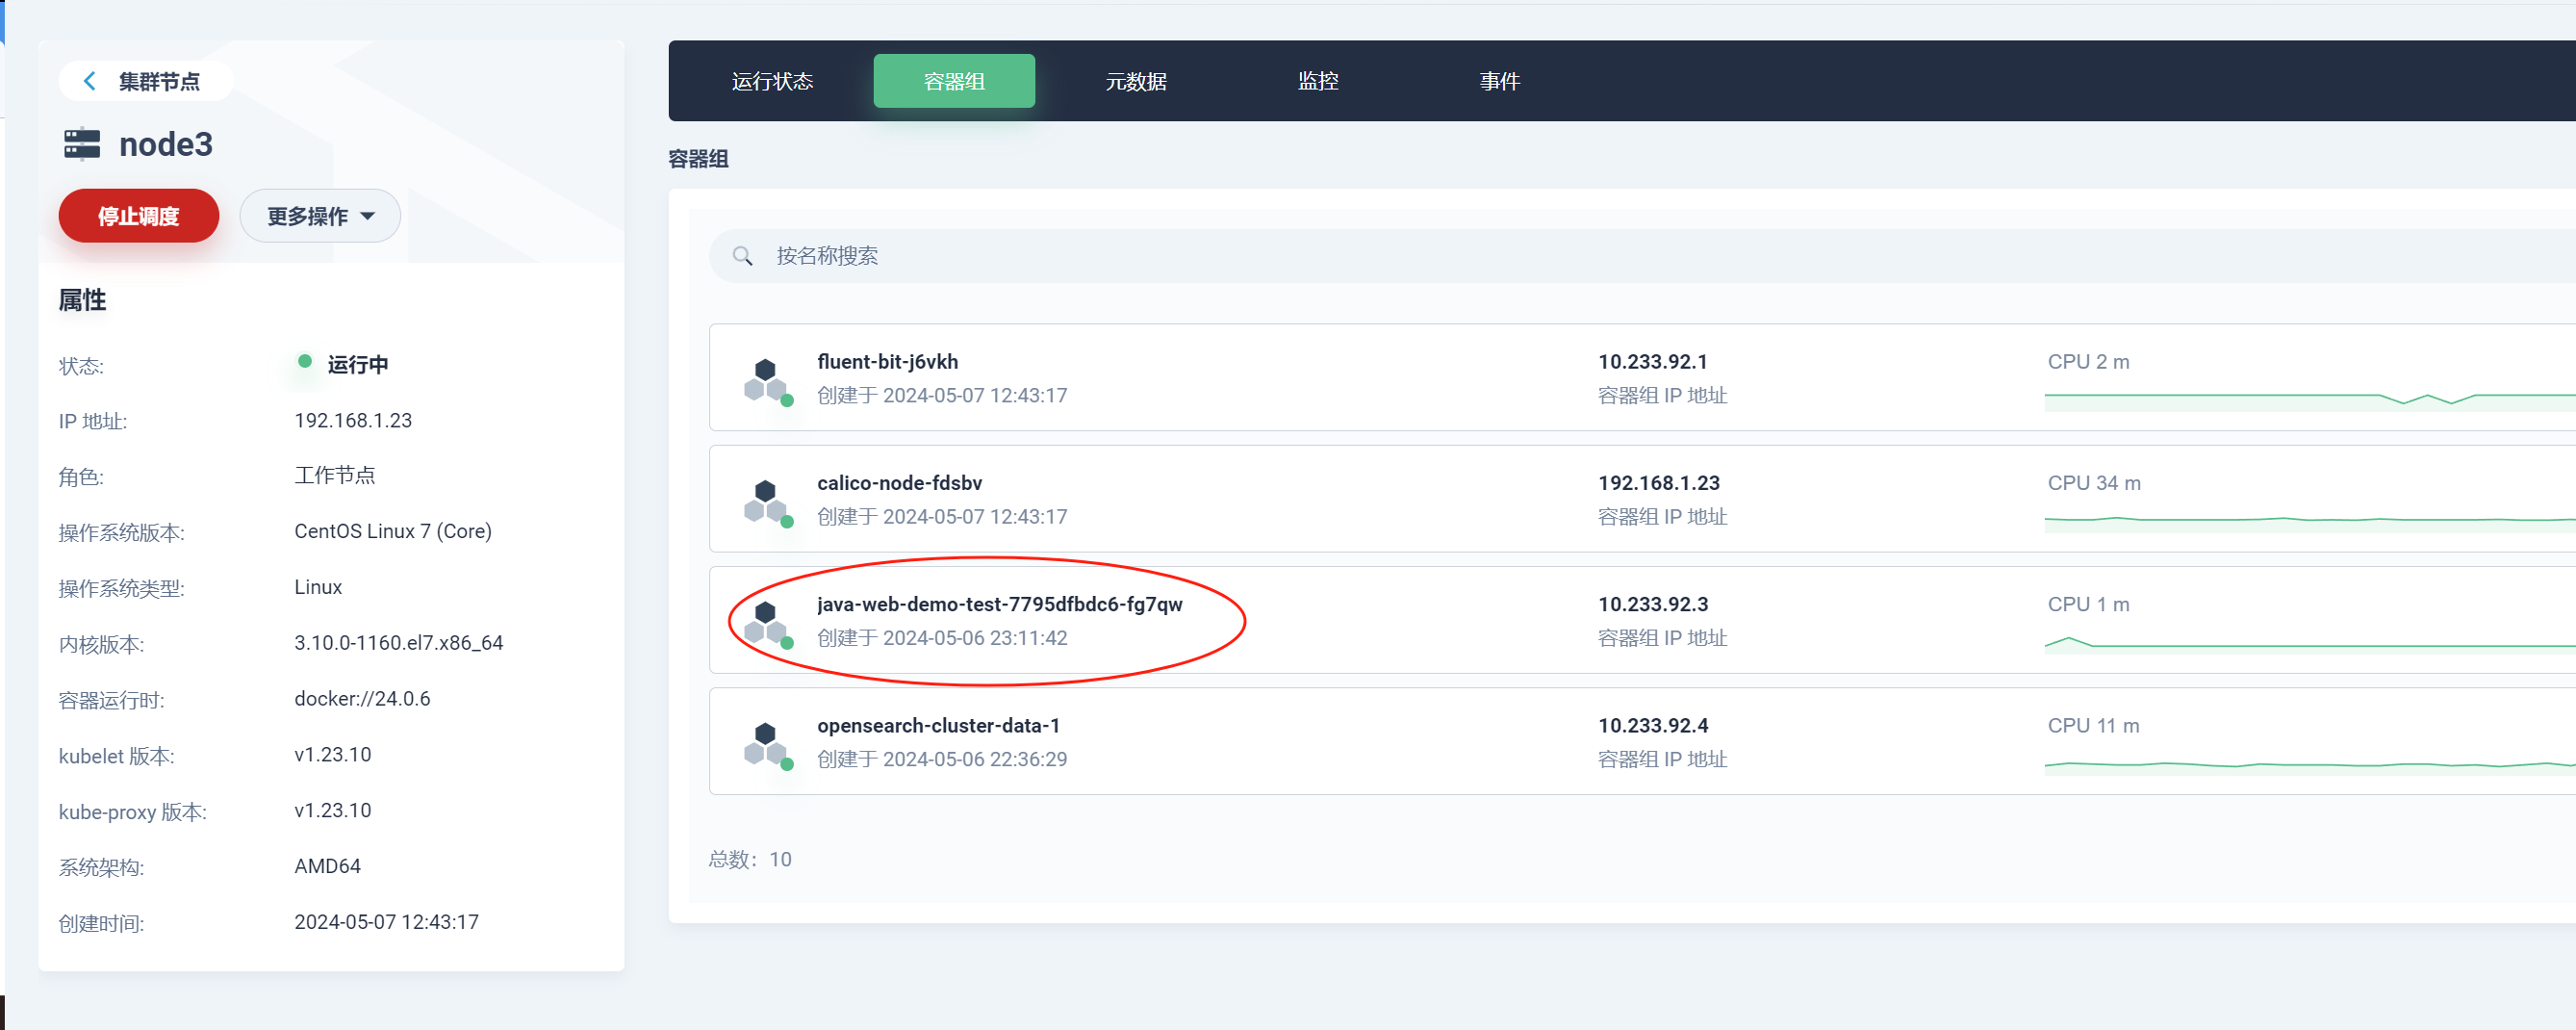 集群节点
node3
停止调度
更多操作
属性
状态:
运行中
IP 地址:
192.168.1.23
角色:
工作节点
操作系统版本:
CentOS Linux 7 (Core)
操作系统类型:
Linux
内核版本:
3.10.0-1160.el7.x86_64
容器运行时:
docker://24.0.6
kubelet 版本:
v1.23.10
kube-proxy 版本:
v1.23.10
系统架构:
AMD64
创建时间:
2024-05-07 12:43:17
运行状态
容器组
元数据
监控
事件
容器组
按名称搜索
fluent-bit-j6vkh
创建于 2024-05-07 12:43:17
10.233.92.1
容器组 IP 地址
CPU 2 m
calico-node-fdsbv
创建于 2024-05-07 12:43:17
192.168.1.23
容器组 IP 地址
CPU 34 m
java-web-demo-test-7795dfbdc6-fg7qw
创建于 2024-05-06 23:11:42
10.233.92.3
容器组 IP 地址
CPU 1 m
opensearch-cluster-data-1
创建于 2024-05-06 22:36:29
10.233.92.4
容器组 IP 地址
CPU 11 m
总数：10